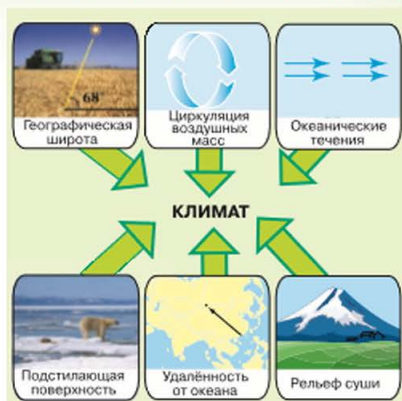 68°
Географическая
широта
Циркуляция
воздушных
масс
Океанические
течения
КЛИМАТ
Подстилающая
поверхность
Удалённость
от океана
Рельеф суши